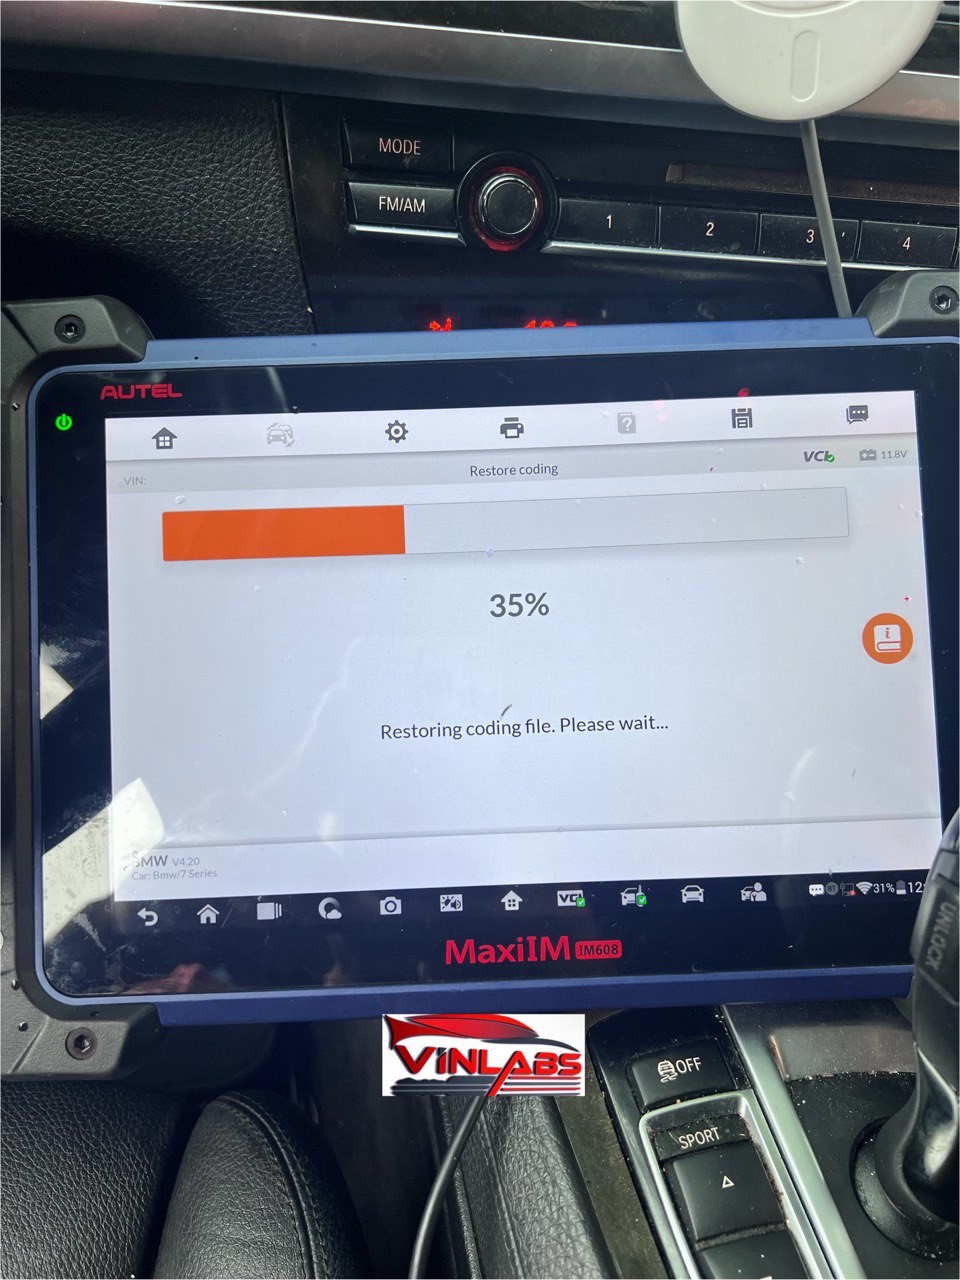 MODE
FM/AM
1
2
3
4
AUTEL
VCI
11.8V
VIN:
Restore coding
35%
Restoring coding file. Please wait...
BMW V4.20
Car: Bmw/7 Series
31%
MaxiIM IM608
UNLOCK
VINLABS
OFF
SPORT